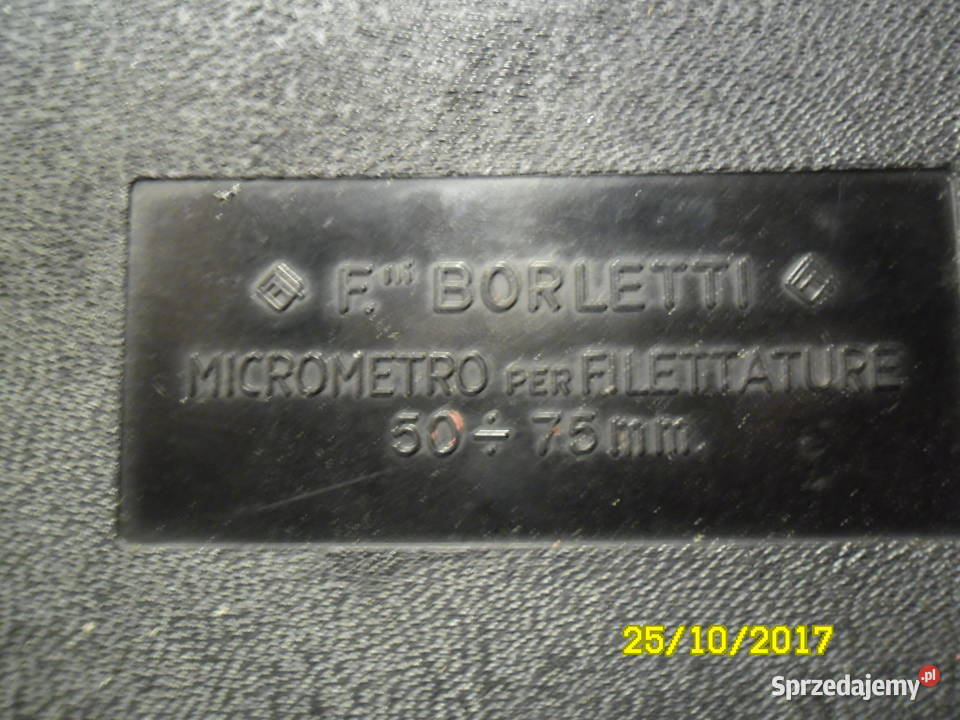 F.lli BORLETTI
MICROMETRO PER FILETTATURE
50 ÷ 75 mm.
25/10/2017
Sprzedajemy.pl